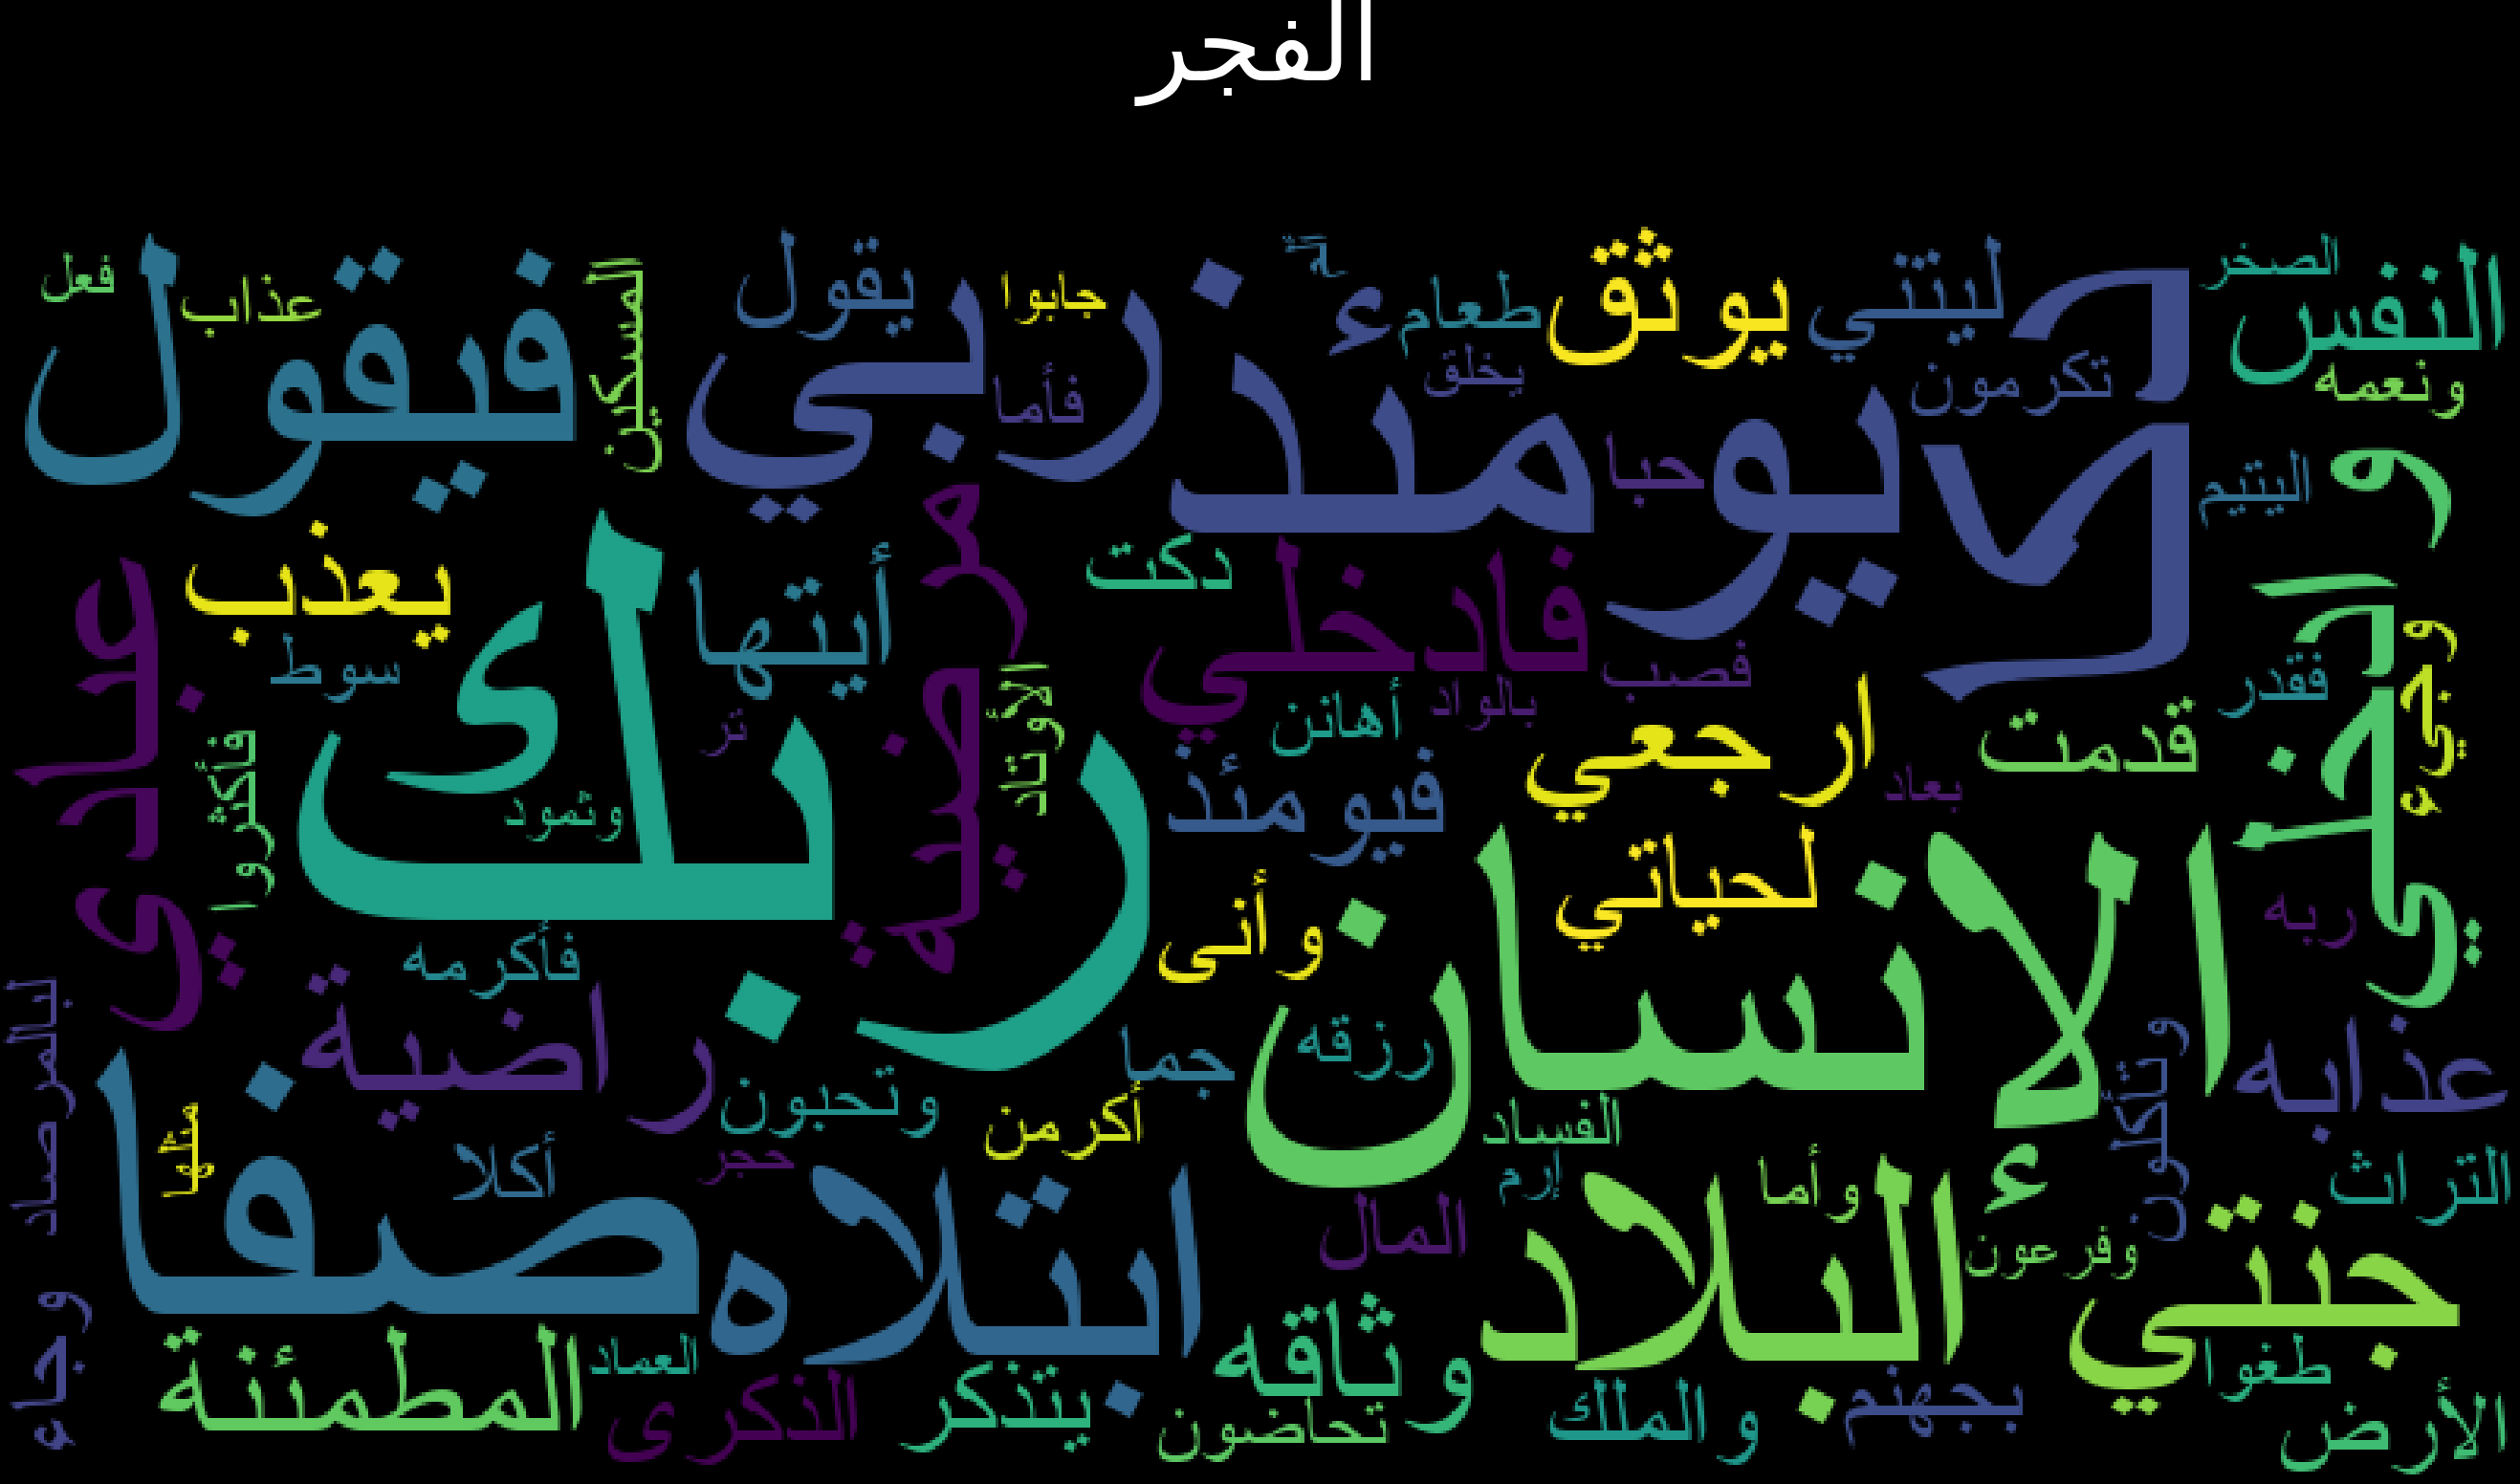 الفجر
فيقول
فعل
عذاب
المسكين
يقول
ربي
جابوا
فأما
طعام
يوثق
ليتني
يخلق
تكرمون
الصخر
النفس
ونعمه
يومئذ
كلا
حبا
اليتيم
وادخلي
وجيء
يعذب
سوط
أيتها
تر
مرضية
دكت
فادخلي
فصب
بالواد
أهانن
فقدر
قدمت
ارجعي
بعاد
عبادي
فأكثروا
ربك
وثمود
الأوتاد
فيومئذ
لحياتي
وأنى
الإنسان
ربه
فأكرمه
راضية
لبالمرصاد
وتحبون
جما
رزقه
أكرمن
وتأكلون
عذابه
صفا
مثلها
أكلا
حجر
ابتلاه
الفساد
إرم
المال
البلاد
وأما
وفرعون
التراث
جنتي
وجاء
المطمئنة
العماد
الذكرى
يتذكر
وثاقه
تحاضون
والملك
بجهنم
طغوا
الأرض